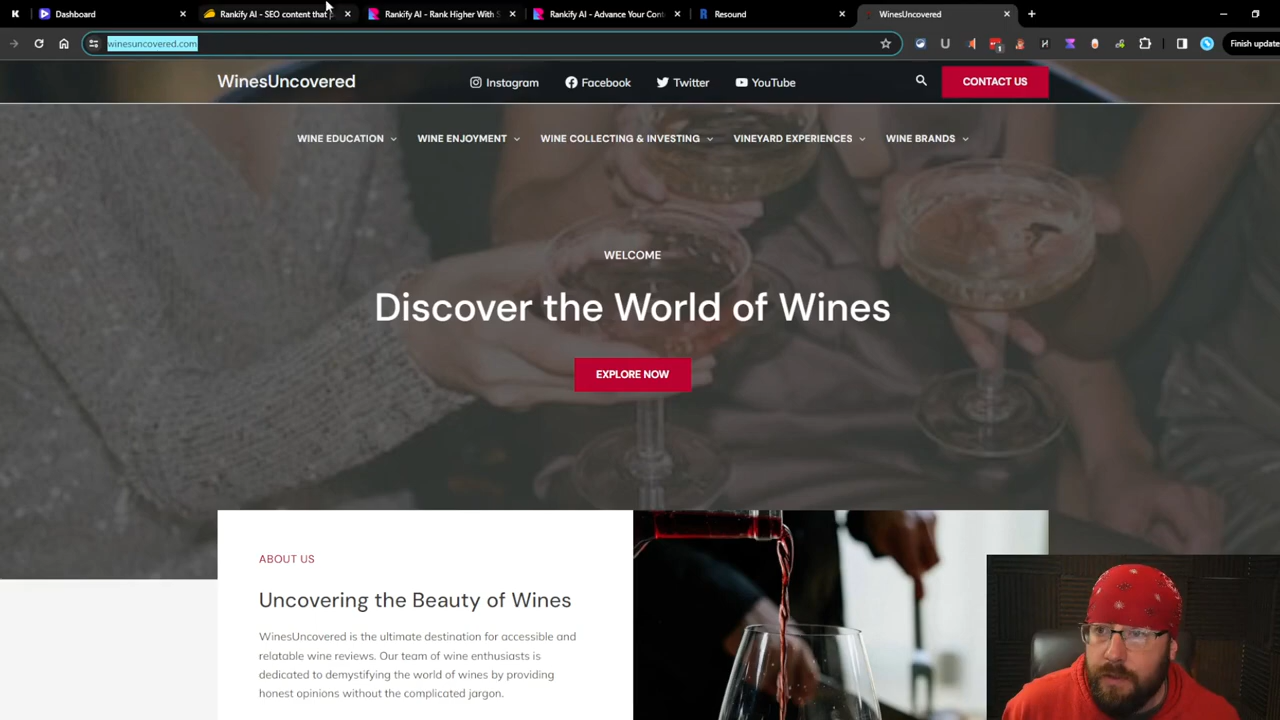 Dashboard
Rankify AI - SEO content that p
Rankify AI - Rank Higher With S
Rankify AI - Advance Your Cont
Resound
WinesUncovered
winesuncovered.com
Finish update
WinesUncovered
Instagram
Facebook
Twitter
YouTube
CONTACT US
WINE EDUCATION
WINE ENJOYMENT
WINE COLLECTING & INVESTING
VINEYARD EXPERIENCES
WINE BRANDS
WELCOME
Discover the World of Wines
EXPLORE NOW
ABOUT US
Uncovering the Beauty of Wines
WinesUncovered is the ultimate destination for accessible and
relatable wine reviews. Our team of wine enthusiasts is
dedicated to demystifying the world of wines by providing
honest opinions without the complicated jargon.